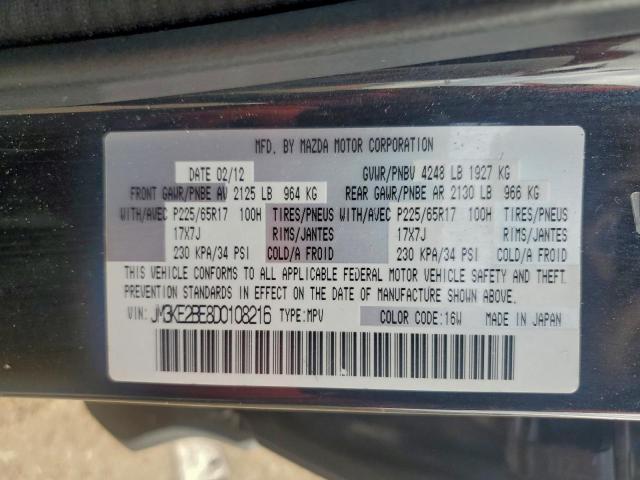 MFD. BY MAZDA MOTOR CORPORATION
DATE 02/12 GVWR/PNBV 4248 LB 1927 KG
FRONT GAWR/PNBE AV 2125 LB 964 KG REAR GAWR/PNBE AR 2130 LB 966 KG
WITH/AVEC P225/65R17 100H TIRES/PNEUS WITH/AVEC P225/65R17 100H TIRES/PNEUS
17X7J RIMS/JANTES 17X7J RIMS/JANTES
230 KPA/34 PSI COLD/A FROID 230 KPA/34 PSI COLD/A FROID
THIS VEHICLE CONFORMS TO ALL APPLICABLE FEDERAL MOTOR VEHICLE SAFETY AND THEFT
PREVENTION STANDARDS IN EFFECT ON THE DATE OF MANUFACTURE SHOWN ABOVE.
VIN: JM3KE2BE8D0108216 TYPE:MPV COLOR CODE:16W MADE IN JAPAN